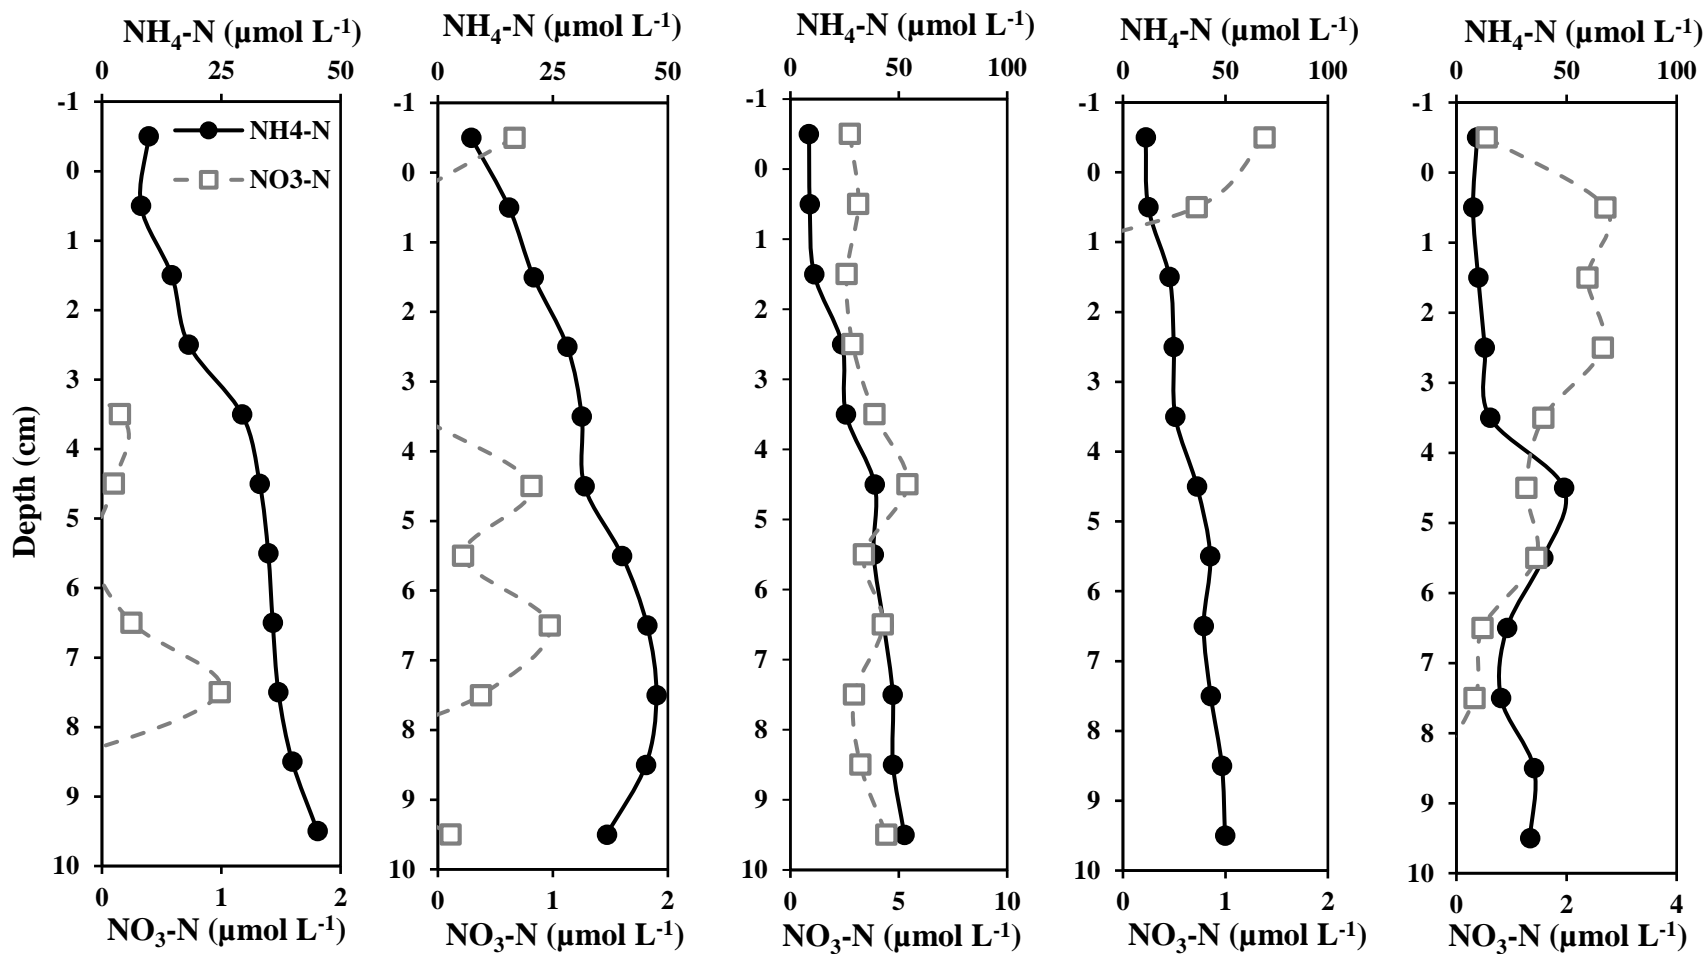 NH₄-N (µmol L⁻¹) NH₄-N (µmol L⁻¹) NH₄-N (µmol L⁻¹) NH₄-N (µmol L⁻¹) NH₄-N (µmol L⁻¹)
0 25 50 0 25 50 0 50 100 0 50 100 0 50 100
-1 -1 -1 -1 -1
NH4-N
0 0 0 0 0
NO3-N
1 1 1 1 1
2 2 2 2 2
3 3 3 3 3
Depth (cm)
4 4 4 4 4
5 5 5 5 5
6 6 6 6 6
7 7 7 7 7
8 8 8 8 8
9 9 9 9 9
10 10 10 10 10
0 1 2 0 1 2 0 5 10 0 1 2 0 2 4
NO₃-N (µmol L⁻¹) NO₃-N (µmol L⁻¹) NO₃-N (µmol L⁻¹) NO₃-N (µmol L⁻¹) NO₃-N (µmol L⁻¹)